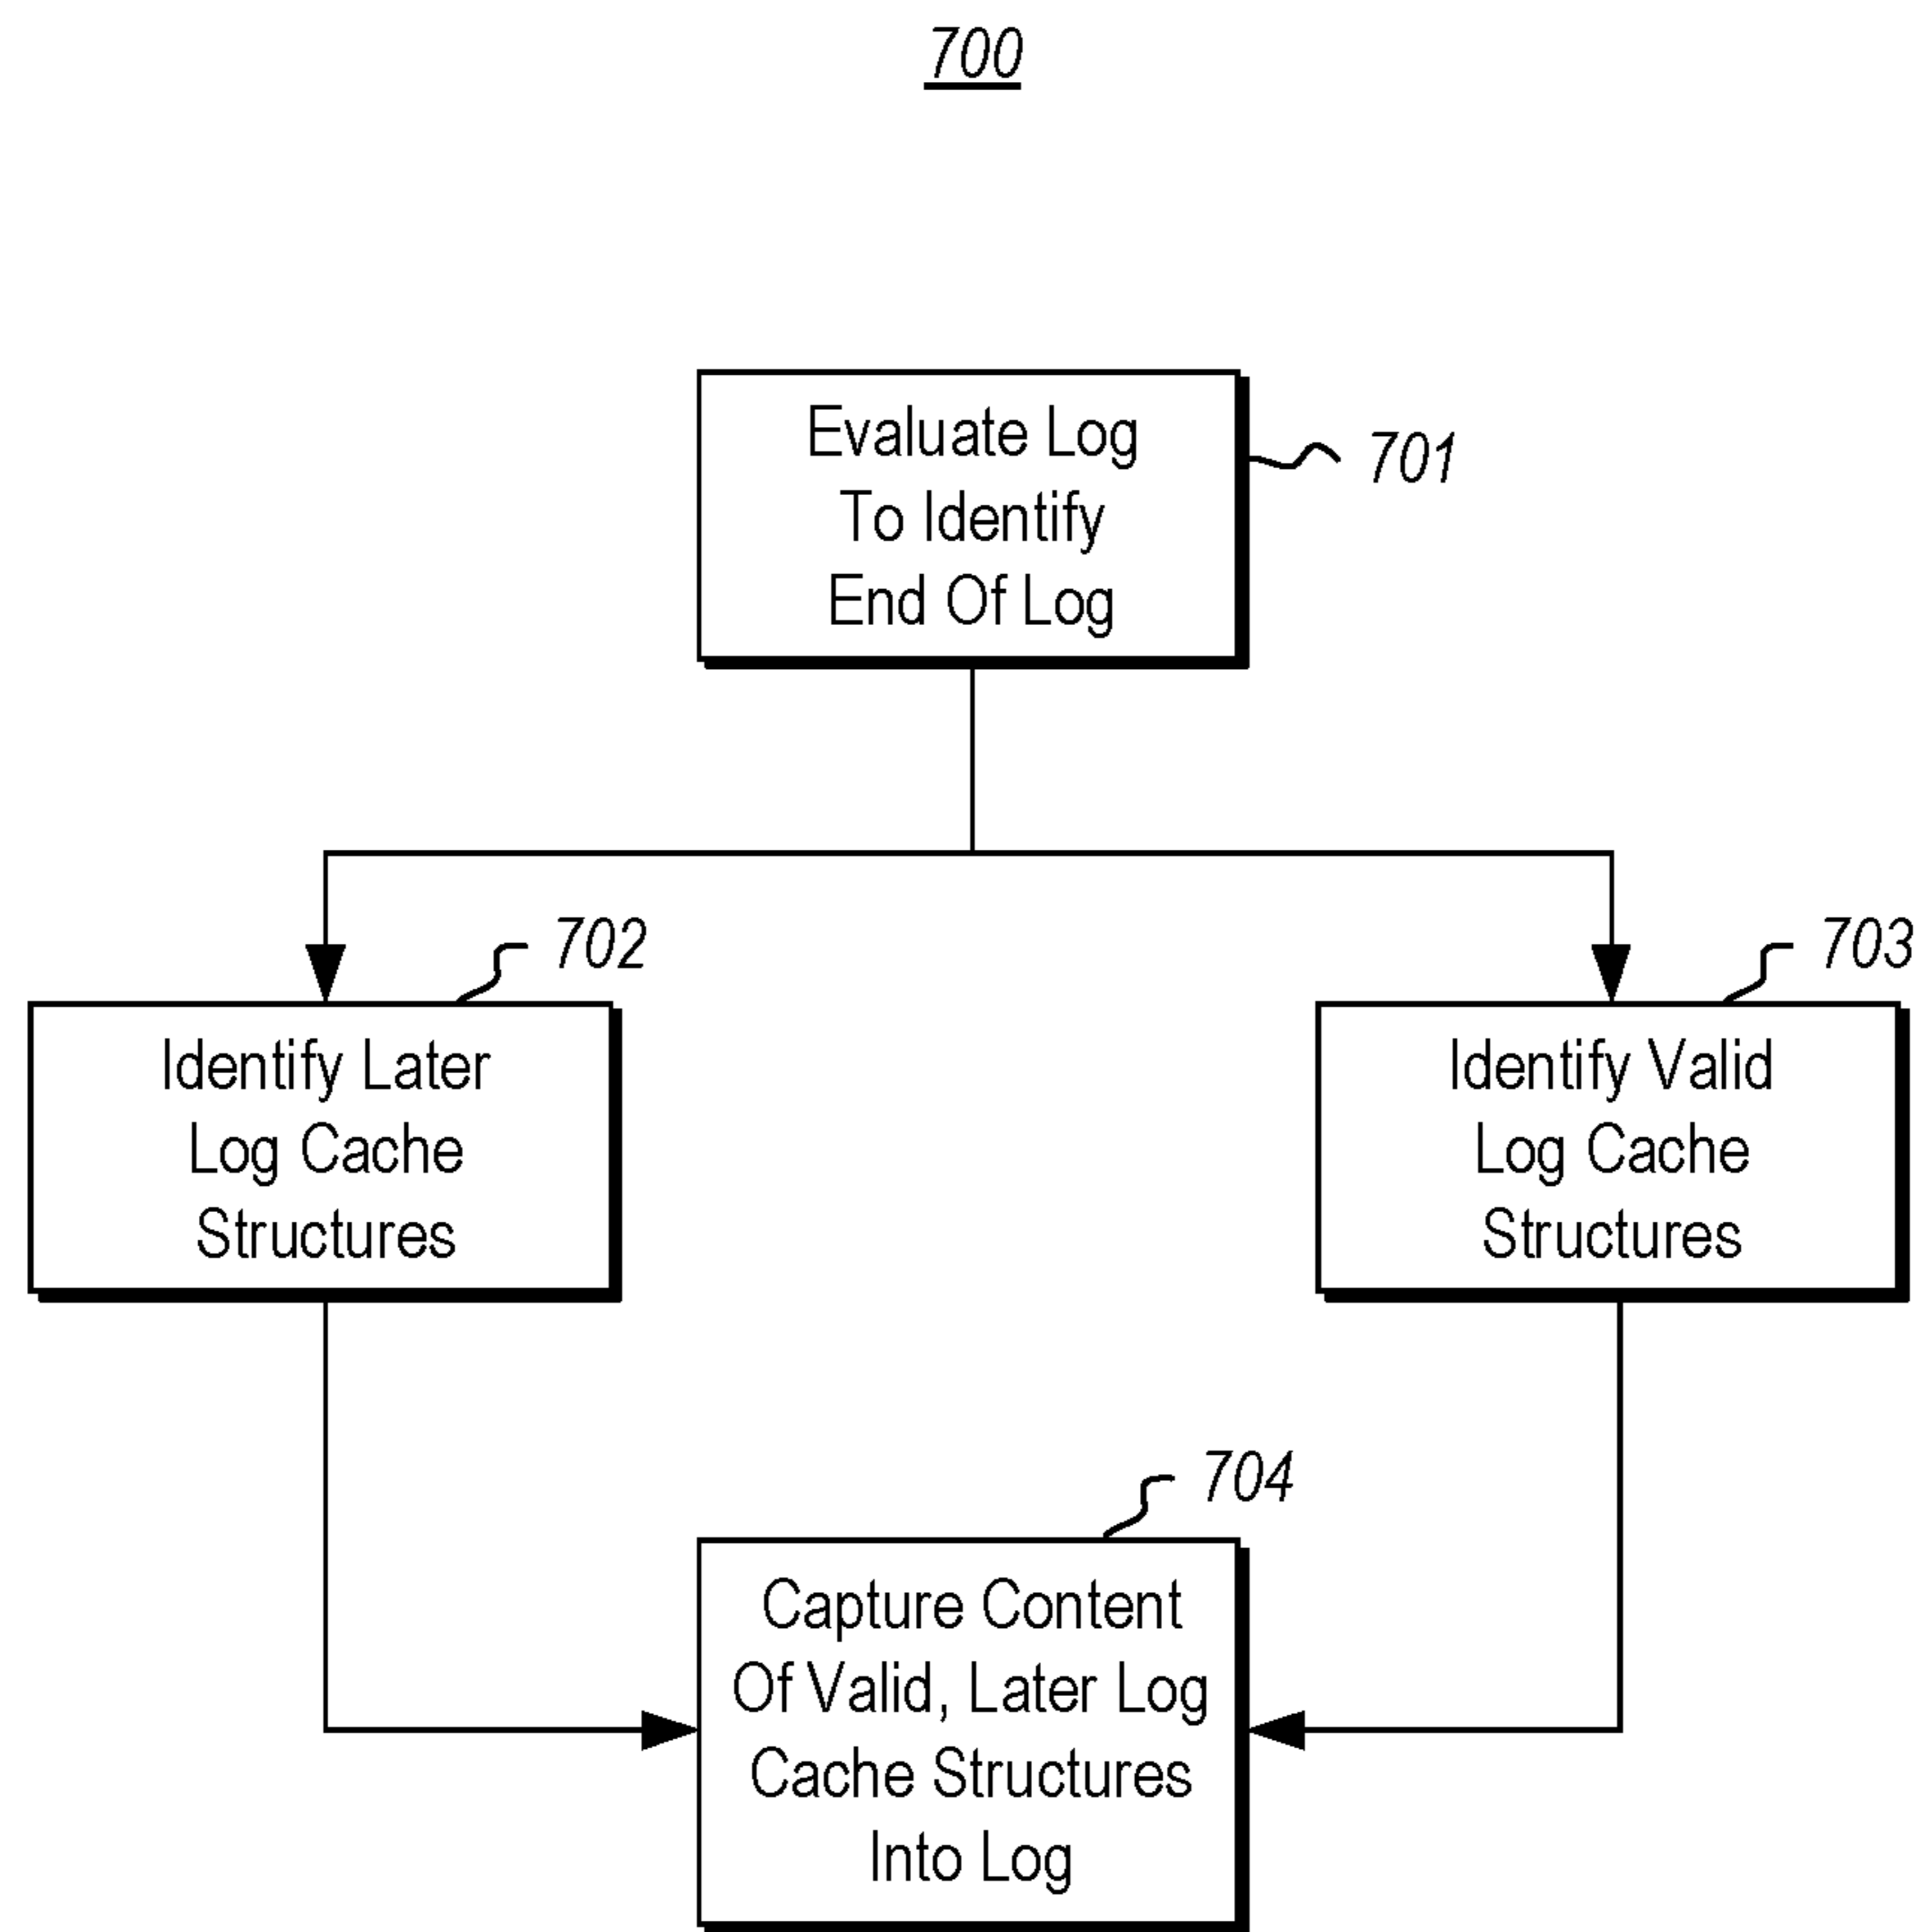 700
Evaluate Log
To Identify
End Of Log
701
702
Identify Later
Log Cache
Structures
703
Identify Valid
Log Cache
Structures
704
Capture Content
Of Valid, Later Log
Cache Structures
Into Log